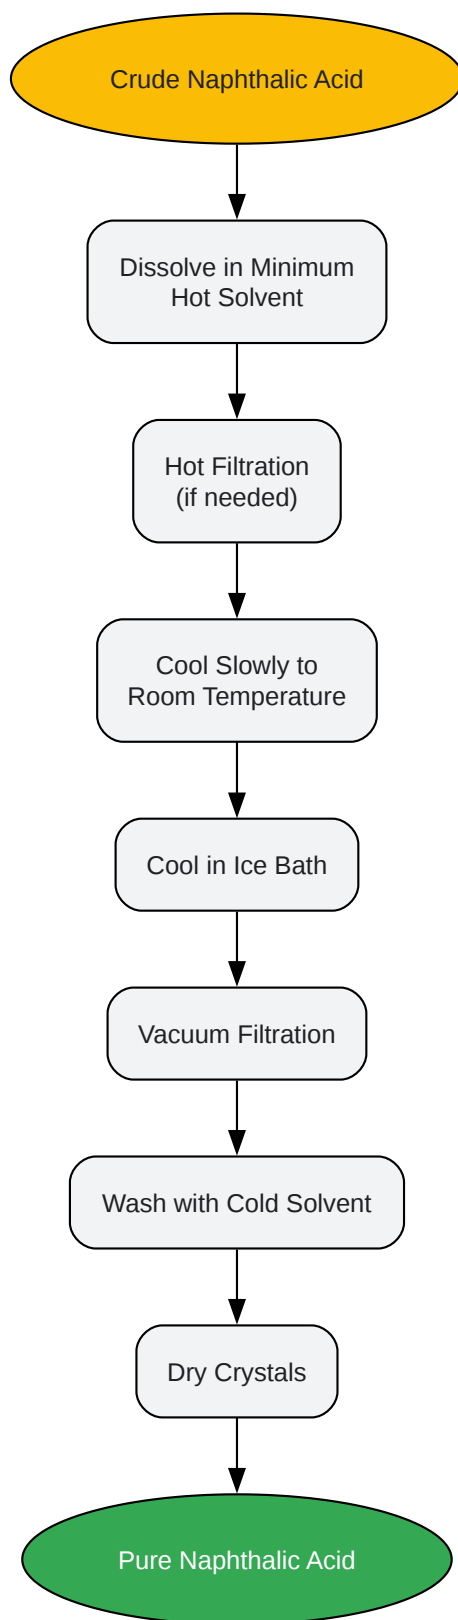 Crude Naphthalic Acid
Dissolve in Minimum
Hot Solvent
Hot Filtration
(if needed)
Cool Slowly to
Room Temperature
Cool in Ice Bath
Vacuum Filtration
Wash with Cold Solvent
Dry Crystals
Pure Naphthalic Acid